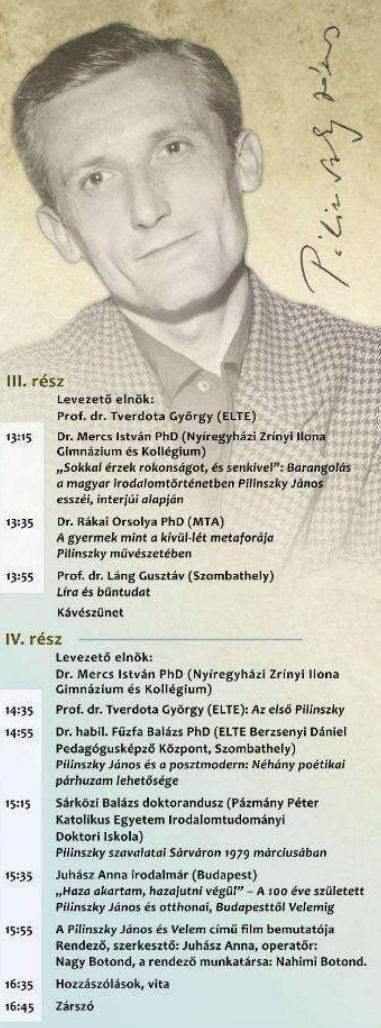 Pilinszky János
III. rész
Levezető elnök:
Prof. dr. Tverdota György (ELTE)
13:15 Dr. Mercs István PhD (Nyíregyházi Zrínyi Ilona
Gimnázium és Kollégium)
„Sokkal érzek rokonságot, és senkivel”: Barangolás
a magyar irodalomtörténetben Pilinszky János
esszéi, interjúi alapján
13:35 Dr. Rákai Orsolya PhD (MTA)
A gyermek mint a kívül-lét metaforája
Pilinszky művészetében
13:55 Prof. dr. Láng Gusztáv (Szombathely)
Líra és bűntudat
Kávészünet
IV. rész
Levezető elnök:
Dr. Mercs István PhD (Nyíregyházi Zrínyi Ilona
Gimnázium és Kollégium)
14:35 Prof. dr. Tverdota György (ELTE): Az első Pilinszky
14:55 Dr. habil. Fűzfa Balázs PhD (ELTE Berzsenyi Dániel
Pedagógusképző Központ, Szombathely)
Pilinszky János és a posztmodern: Néhány poétikai
párhuzam lehetősége
15:15 Sárközi Balázs doktorandusz (Pázmány Péter
Katolikus Egyetem Irodalomtudományi
Doktori Iskola)
Pilinszky szavalatai Sárváron 1979 márciusában
15:35 Juhász Anna irodalmár (Budapest)
„Haza akartam, hazajutni végül” – A 100 éve született
Pilinszky János és otthonai, Budapesttől Velemig
15:55 A Pilinszky János és Velem című film bemutatója
Rendező, szerkesztő: Juhász Anna, operatőr:
Nagy Botond, a rendező munkatársa: Nahimi Botond.
16:35 Hozzászólások, vita
16:45 Zárszó